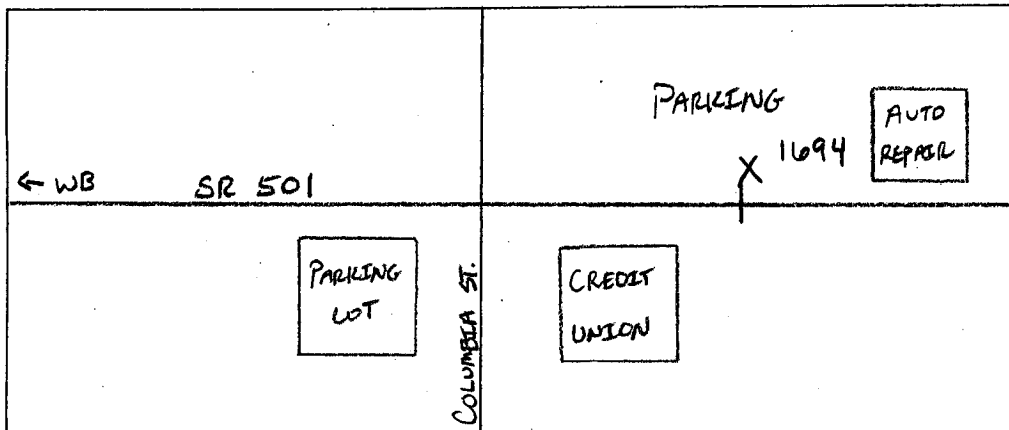 PARKING
AUTO
REPAIR
X 1694
← WB SR 501
PARKING
LOT
COLUMBIA ST.
CREDIT
UNION